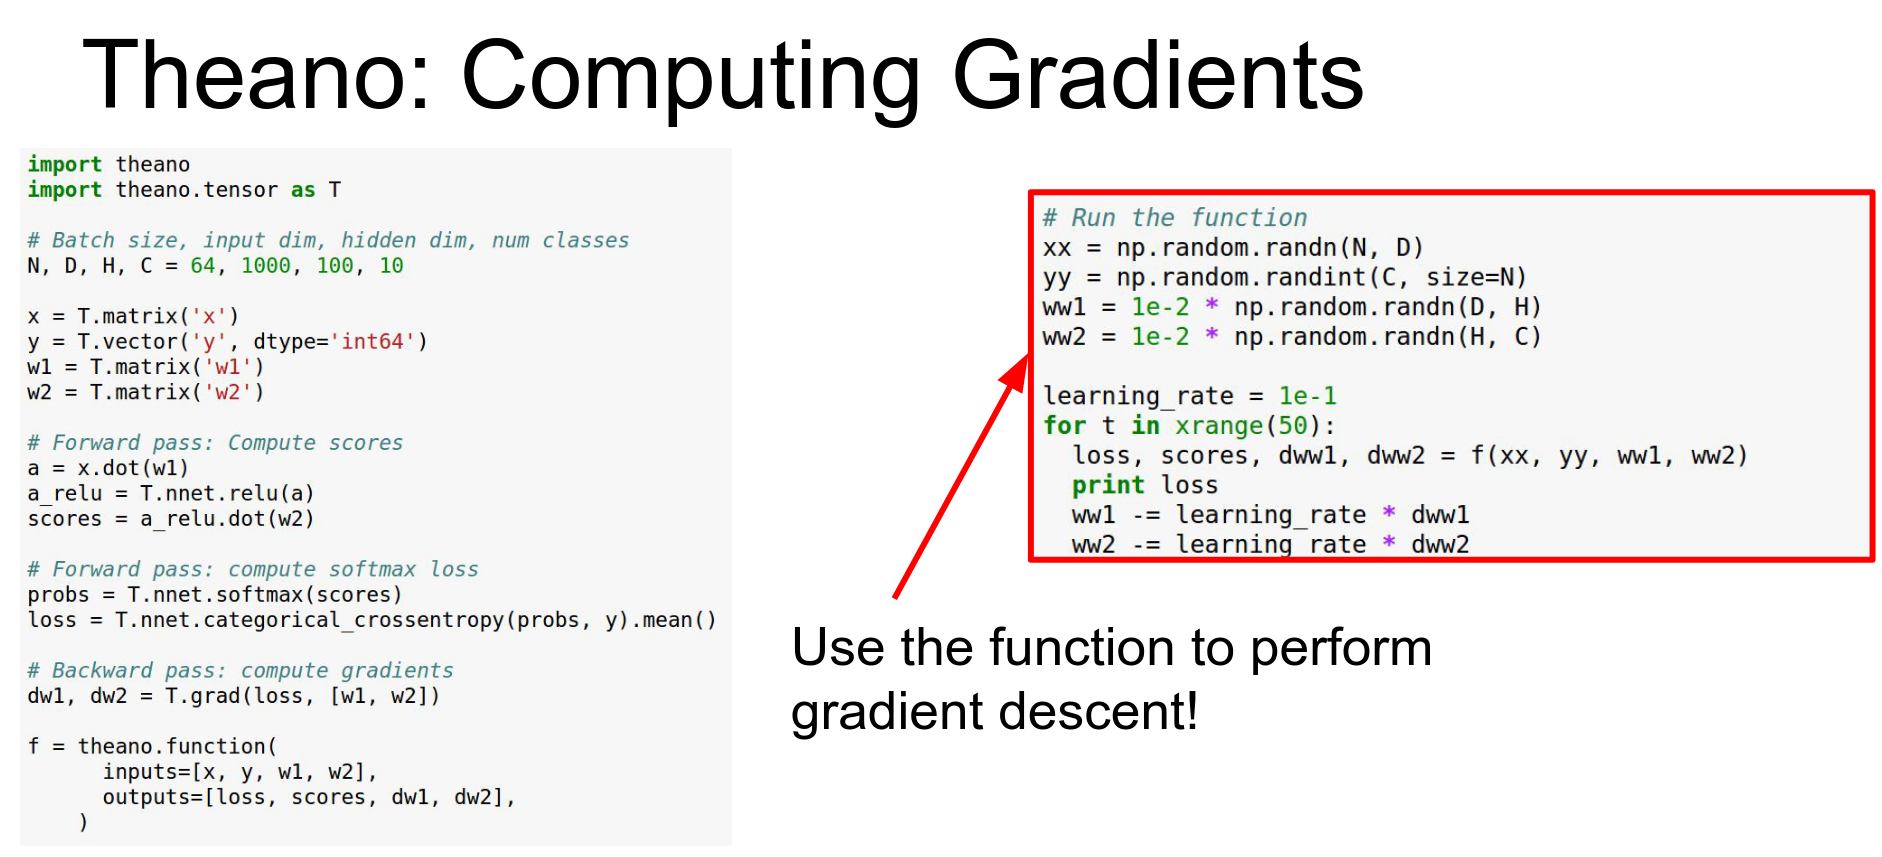 Theano: Computing Gradients
import theano
import theano.tensor as T
# Batch size, input dim, hidden dim, num classes
N, D, H, C = 64, 1000, 100, 10
x = T.matrix('x')
y = T.vector('y', dtype='int64')
w1 = T.matrix('w1')
w2 = T.matrix('w2')
# Forward pass: Compute scores
a = x.dot(w1)
a_relu = T.nnet.relu(a)
scores = a_relu.dot(w2)
# Forward pass: compute softmax loss
probs = T.nnet.softmax(scores)
loss = T.nnet.categorical_crossentropy(probs, y).mean()
# Backward pass: compute gradients
dw1, dw2 = T.grad(loss, [w1, w2])
f = theano.function(
      inputs=[x, y, w1, w2],
      outputs=[loss, scores, dw1, dw2],
    )
# Run the function
xx = np.random.randn(N, D)
yy = np.random.randint(C, size=N)
ww1 = 1e-2 * np.random.randn(D, H)
ww2 = 1e-2 * np.random.randn(H, C)
learning_rate = 1e-1
for t in xrange(50):
  loss, scores, dww1, dww2 = f(xx, yy, ww1, ww2)
  print loss
  ww1 -= learning_rate * dww1
  ww2 -= learning_rate * dww2
Use the function to perform
gradient descent!